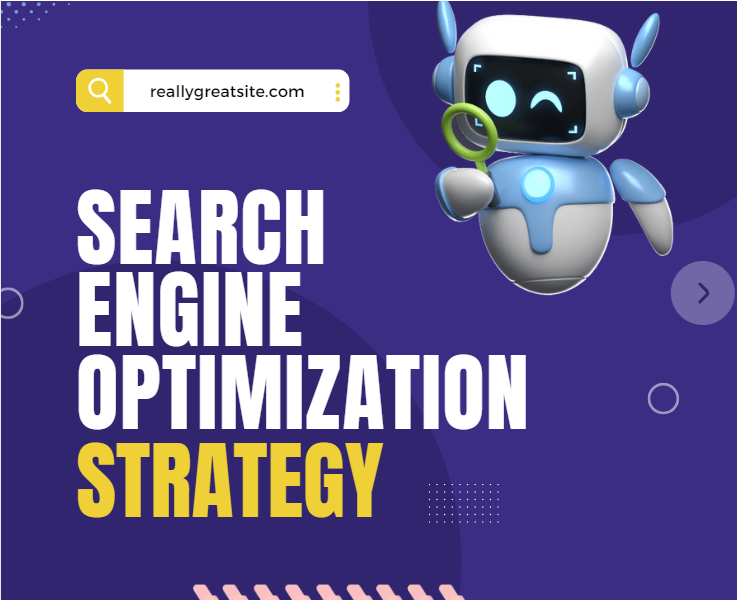 reallygreatsite.com
SEARCH
ENGINE
OPTIMIZATION
STRATEGY